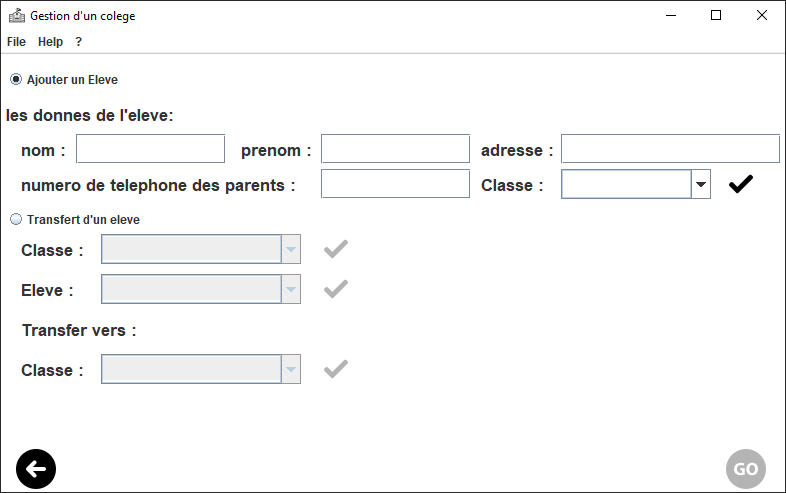 Gestion d'un colege
File Help ?
Ajouter un Eleve
les donnes de l'eleve:
nom : prenom : adresse :
numero de telephone des parents : Classe :
Transfert d'un eleve
Classe :
Eleve :
Transfer vers :
Classe :
GO